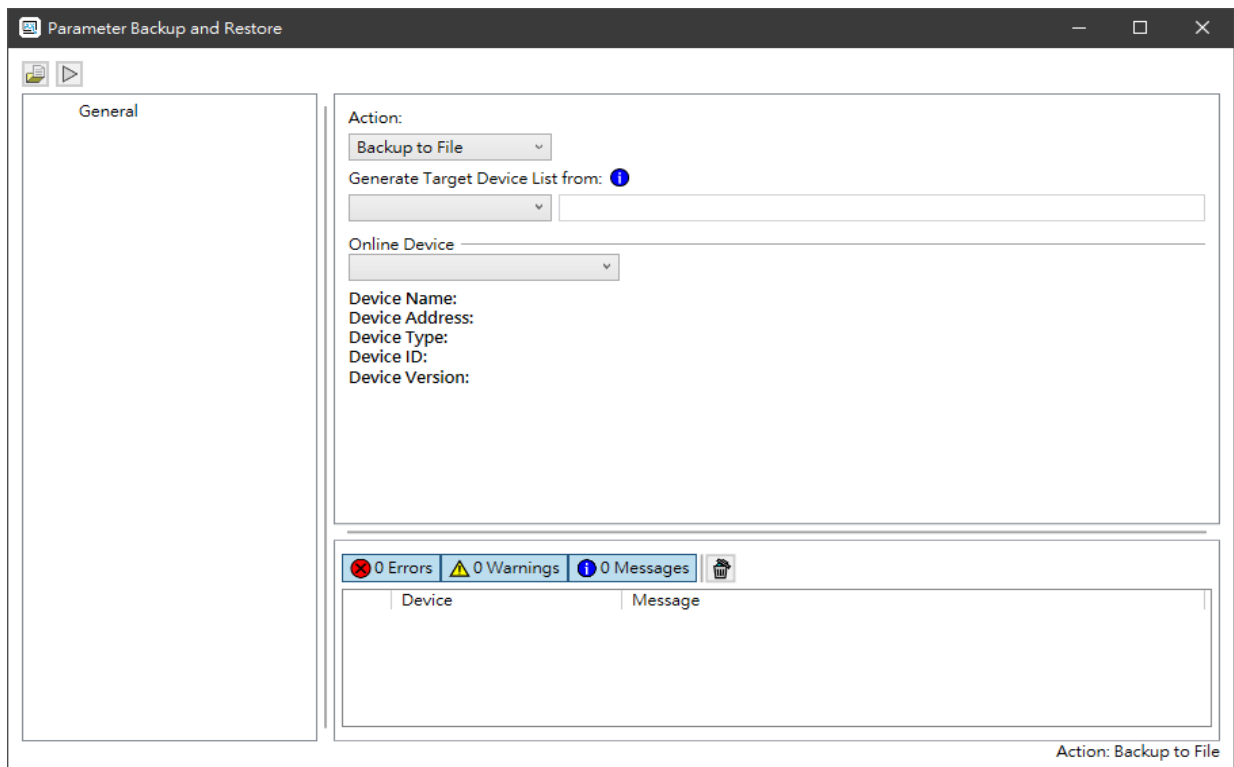 Parameter Backup and Restore
General
Action:
Backup to File
Generate Target Device List from:
Online Device
Device Name:
Device Address:
Device Type:
Device ID:
Device Version:
0 Errors 0 Warnings 0 Messages
Device Message
Action: Backup to File